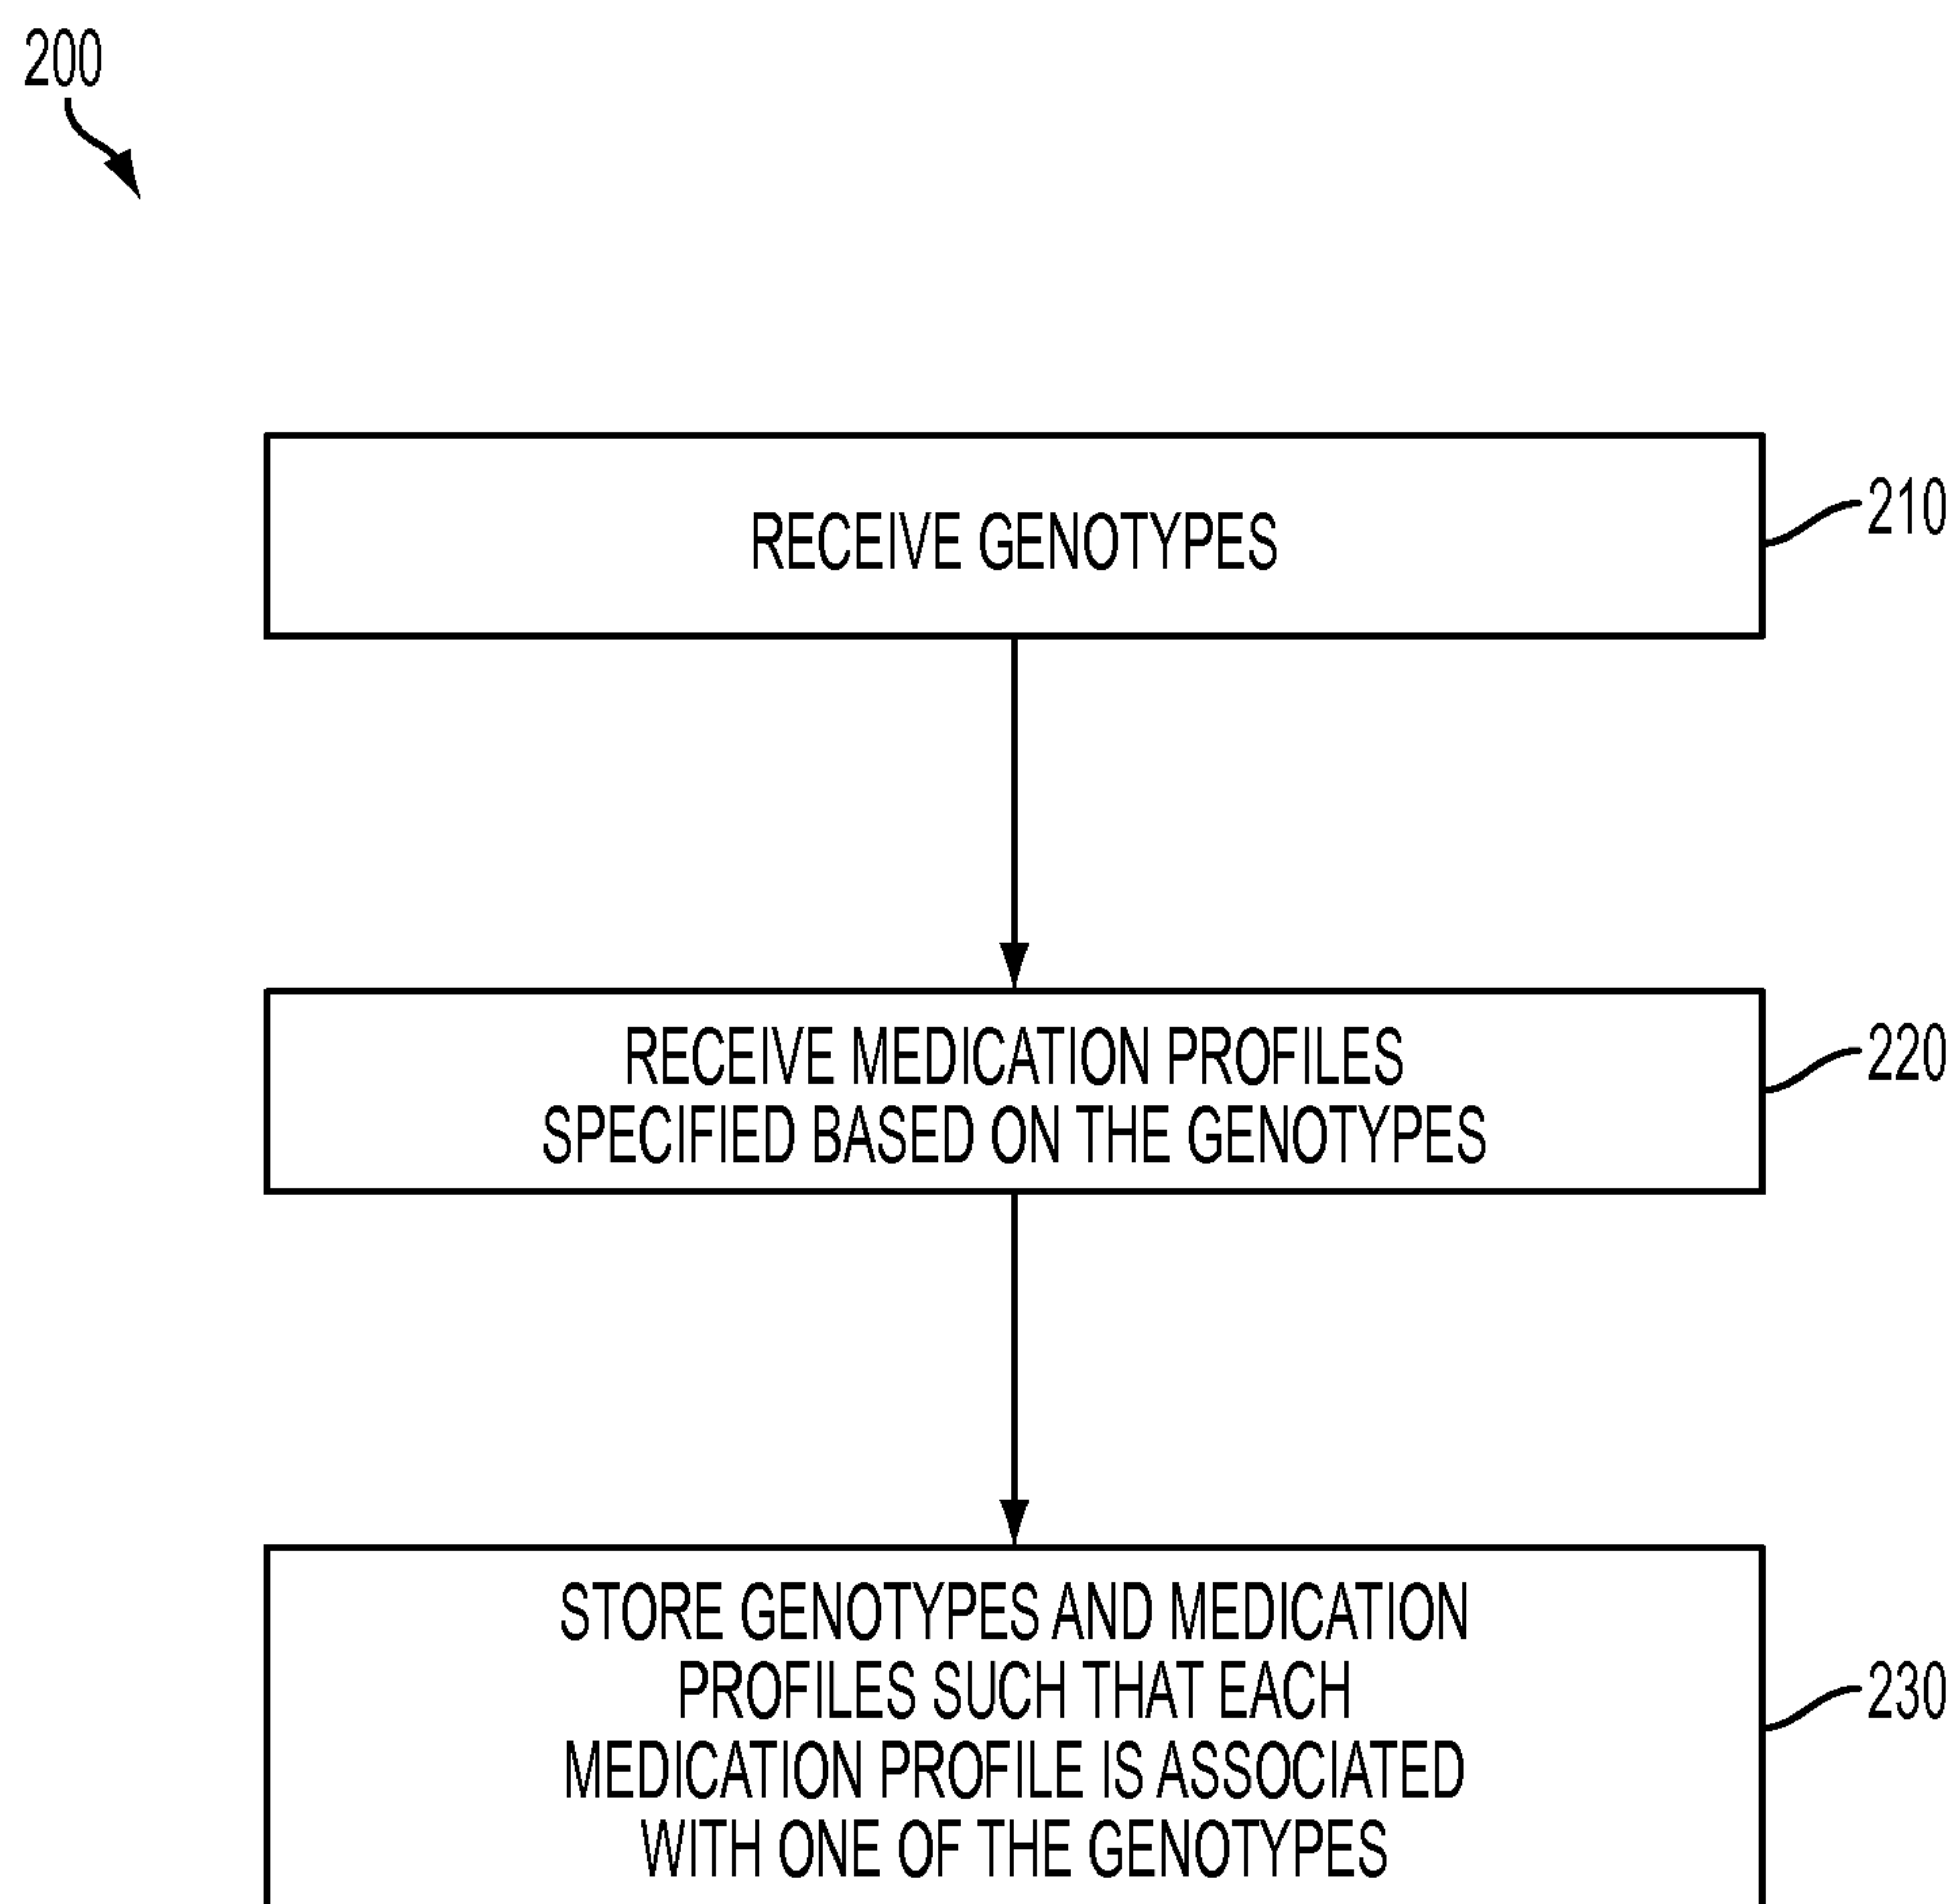 200
RECEIVE GENOTYPES
210
RECEIVE MEDICATION PROFILES
SPECIFIED BASED ON THE GENOTYPES
220
STORE GENOTYPES AND MEDICATION
PROFILES SUCH THAT EACH
MEDICATION PROFILE IS ASSOCIATED
WITH ONE OF THE GENOTYPES
230